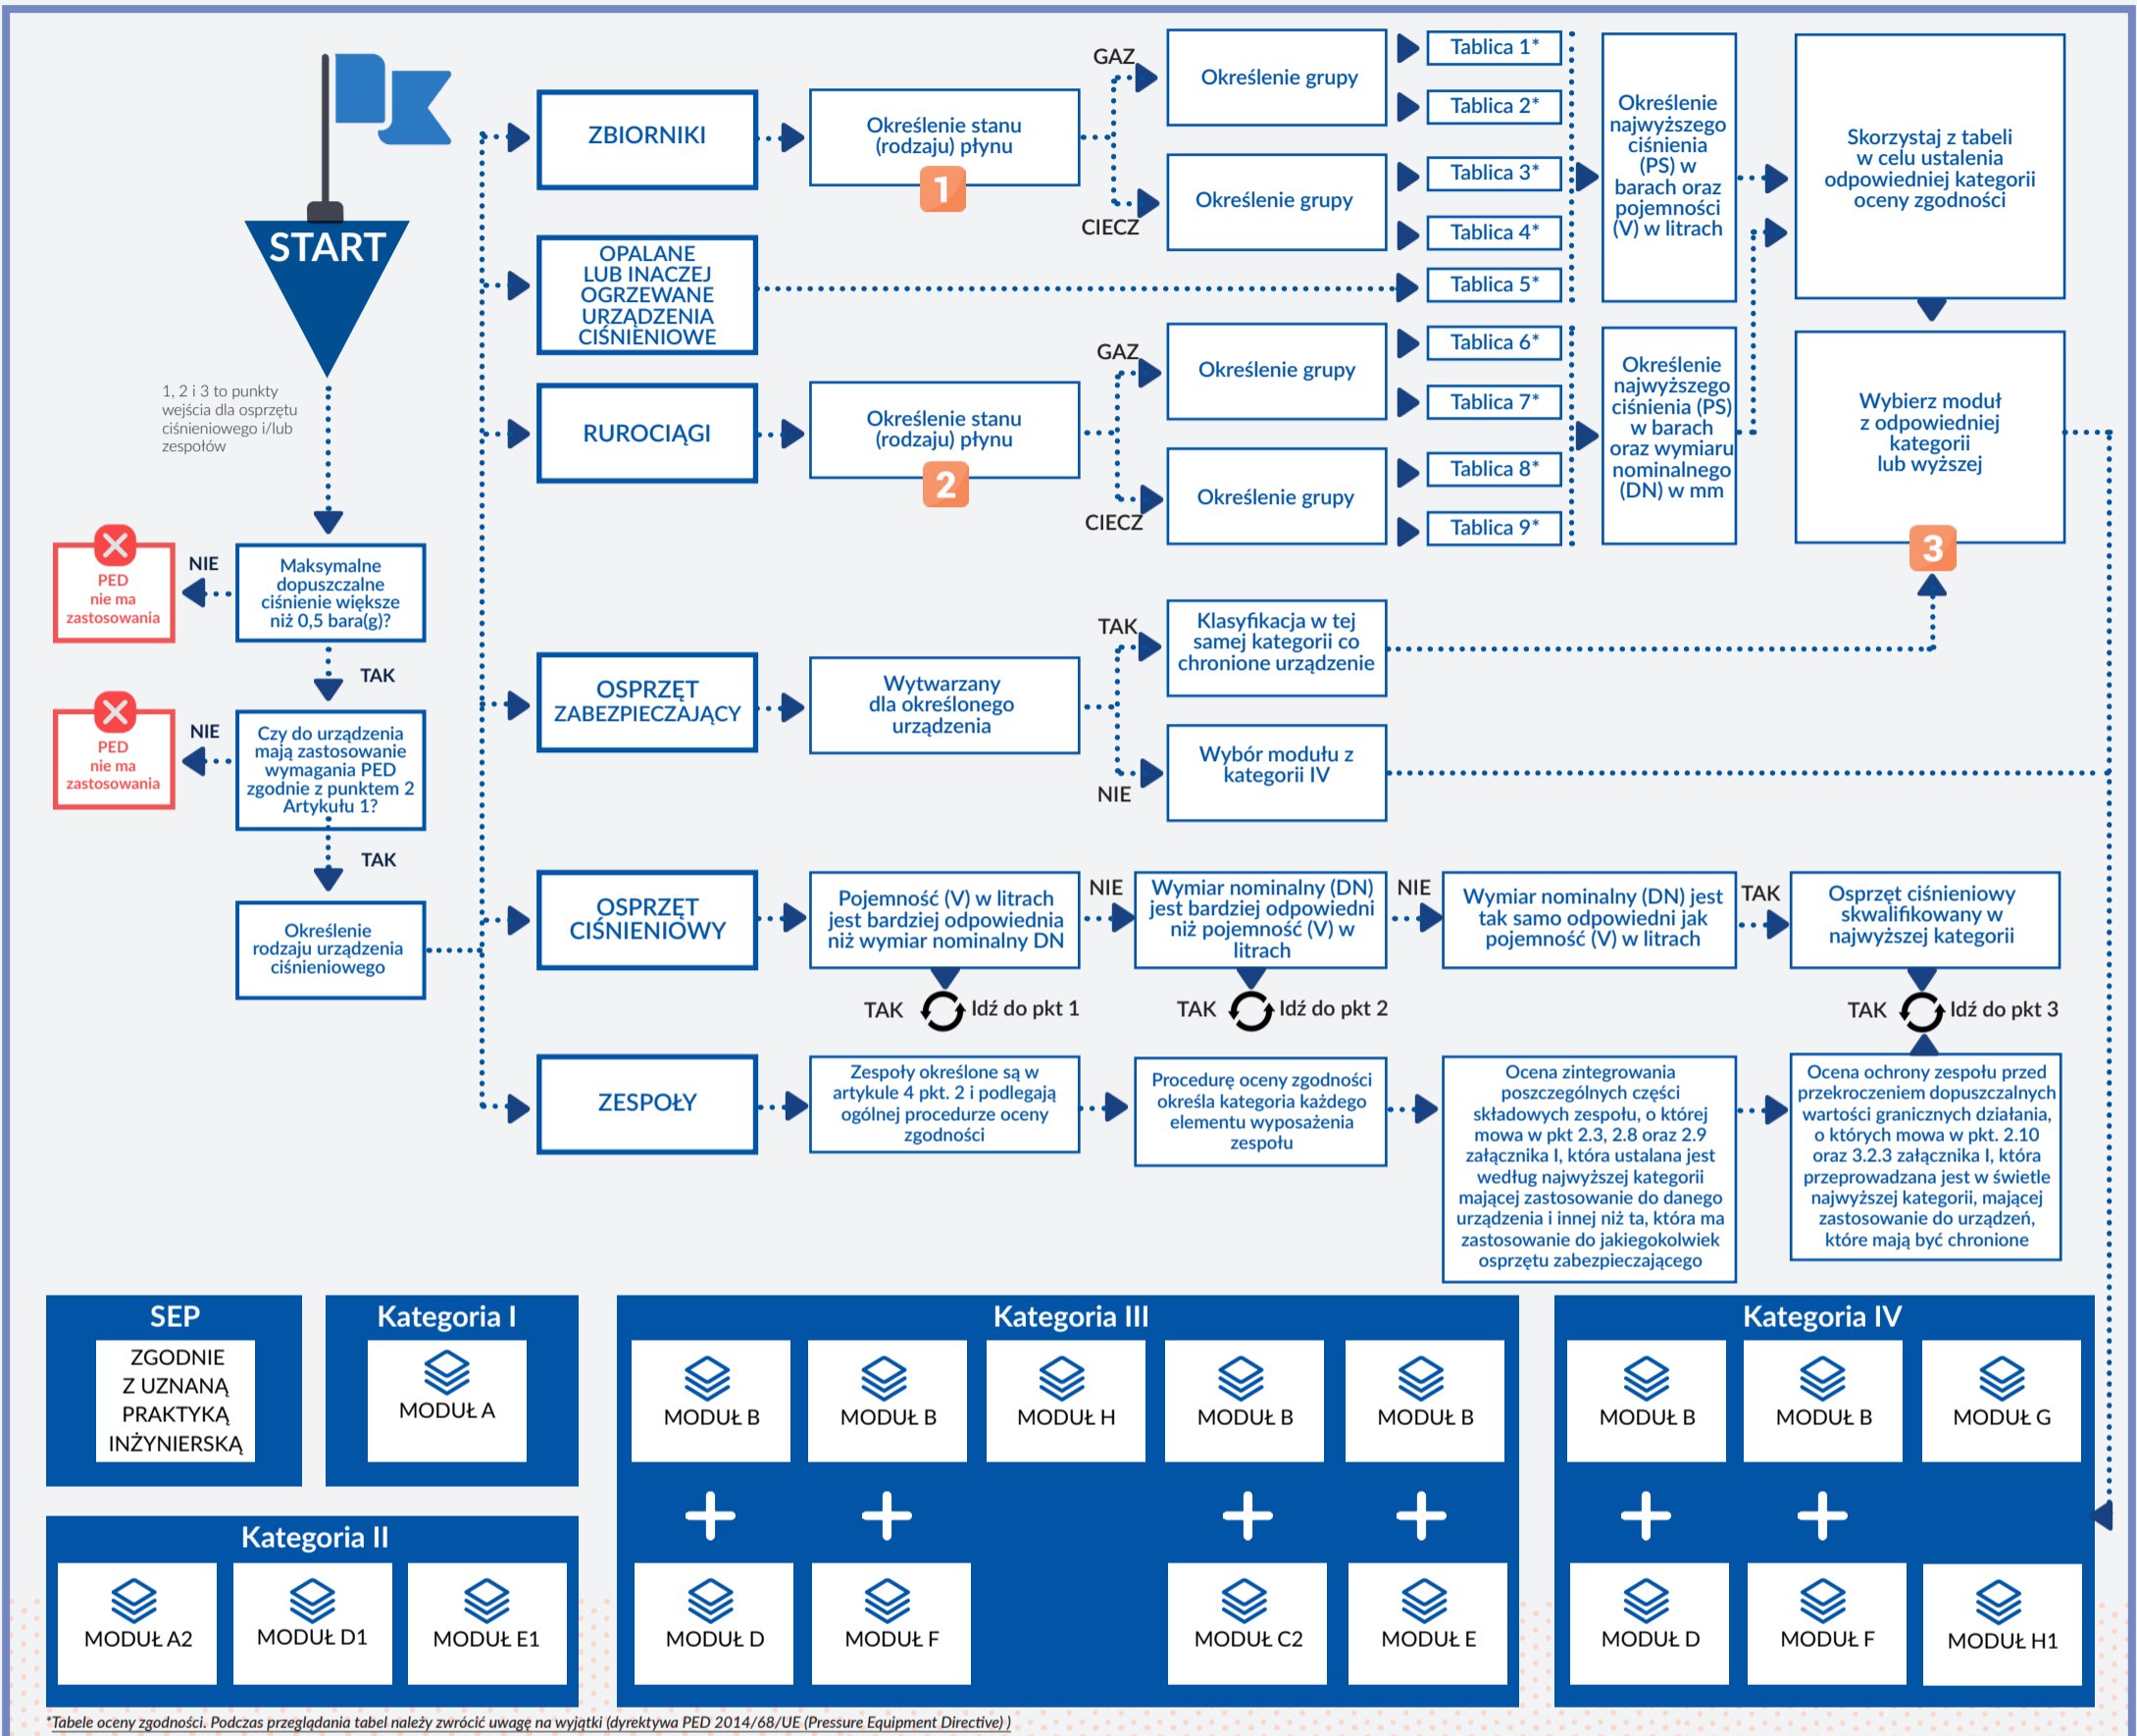 START
1, 2 i 3 to punkty
wejścia dla osprzętu
ciśnieniowego i/lub
zespołów
Maksymalne
dopuszczalne
ciśnienie większe
niż 0,5 bara(g)?
NIE
PED
nie ma
zastosowania
TAK
Czy do urządzenia
mają zastosowanie
wymagania PED
zgodnie z punktem 2
Artykułu 1?
NIE
PED
nie ma
zastosowania
TAK
Określenie
rodzaju urządzenia
ciśnieniowego
ZBIORNIKI
Określenie stanu
(rodzaju) płynu
1
GAZ
Określenie grupy
Tablica 1*
Tablica 2*
CIECZ
Określenie grupy
Tablica 3*
Tablica 4*
OPALANE
LUB INACZEJ
OGRZEWANE
URZĄDZENIA
CIŚNIENIOWE
Tablica 5*
Określenie
najwyższego
ciśnienia
(PS) w
barach oraz
pojemności
(V) w litrach
Skorzystaj z tabeli
w celu ustalenia
odpowiedniej kategorii
oceny zgodności
RUROCIĄGI
Określenie stanu
(rodzaju) płynu
2
GAZ
Określenie grupy
Tablica 6*
Tablica 7*
CIECZ
Określenie grupy
Tablica 8*
Tablica 9*
Określenie
najwyższego
ciśnienia (PS)
w barach
oraz wymiaru
nominalnego
(DN) w mm
Wybierz moduł
z odpowiedniej
kategorii
lub wyższej
3
OSPRZĘT
ZABEZPIECZAJĄCY
Wytwarzany
dla określonego
urządzenia
TAK
Klasyfikacja w tej
samej kategorii co
chronione urządzenie
NIE
Wybór modułu z
kategorii IV
OSPRZĘT
CIŚNIENIOWY
Pojemność (V) w litrach
jest bardziej odpowiednia
niż wymiar nominalny DN
NIE
Wymiar nominalny (DN)
jest bardziej odpowiedni
niż pojemność (V) w
litrach
NIE
Wymiar nominalny (DN) jest
tak samo odpowiedni jak
pojemność (V) w litrach
TAK
Osprzęt ciśnieniowy
skwalifikowany w
najwyższej kategorii
TAK
Idź do pkt 1
TAK
Idź do pkt 2
TAK
Idź do pkt 3
ZESPOŁY
Zespoły określone są w
artykule 4 pkt. 2 i podlegają
ogólnej procedurze oceny
zgodności
Procedurę oceny zgodności
określa kategoria każdego
elementu wyposażenia
zespołu
Ocena zintegrowania
poszczególnych części
składowych zespołu, o której
mowa w pkt 2.3, 2.8 oraz 2.9
załącznika I, która ustalana jest
według najwyższej kategorii
mającej zastosowanie do danego
urządzenia i innej niż ta, która ma
zastosowanie do jakiegokolwiek
osprzętu zabezpieczającego
Ocena ochrony zespołu przed
przekroczeniem dopuszczalnych
wartości granicznych działania,
o których mowa w pkt. 2.10
oraz 3.2.3 załącznika I, która
przeprowadzana jest w świetle
najwyższej kategorii, mającej
zastosowanie do urządzeń,
które mają być chronione
SEP
ZGODNIE
Z UZNANĄ
PRAKTYKĄ
INŻYNIERSKĄ
Kategoria I
MODUŁ A
Kategoria II
MODUŁ A2
MODUŁ D1
MODUŁ E1
Kategoria III
MODUŁ B
MODUŁ B
MODUŁ H
MODUŁ B
MODUŁ B
+
+
+
+
MODUŁ D
MODUŁ F
MODUŁ C2
MODUŁ E
Kategoria IV
MODUŁ B
MODUŁ B
MODUŁ G
+
+
MODUŁ D
MODUŁ F
MODUŁ H1
*Tabele oceny zgodności. Podczas przeglądania tabel należy zwrócić uwagę na wyjątki (dyrektywa PED 2014/68/UE (Pressure Equipment Directive) )